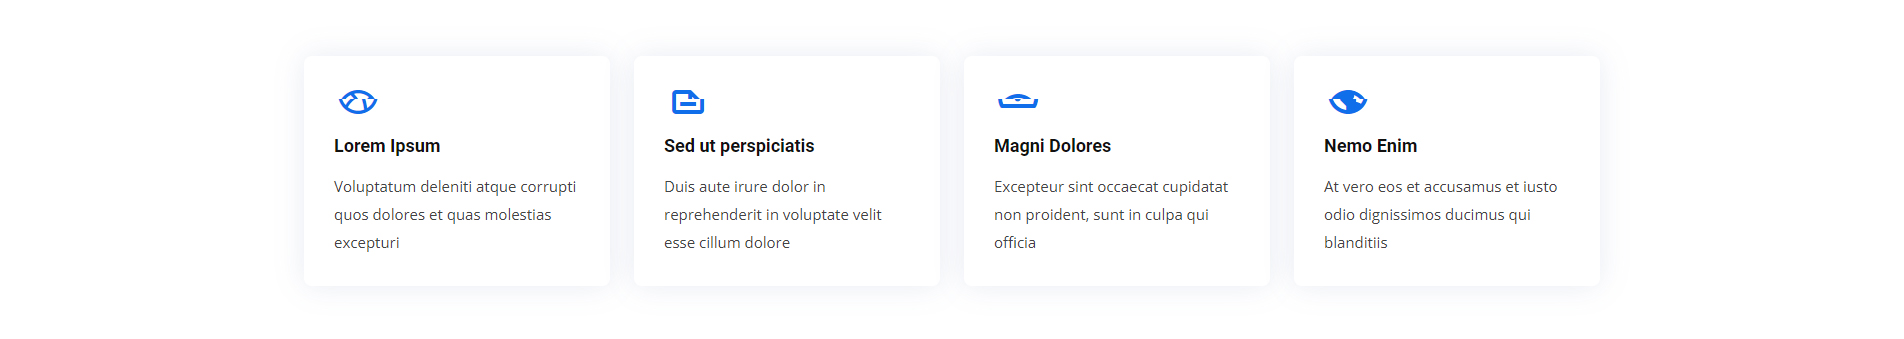 Lorem Ipsum
Voluptatum deleniti atque corrupti
quos dolores et quas molestias
excepturi
Sed ut perspiciatis
Duis aute irure dolor in
reprehenderit in voluptate velit
esse cillum dolore
Magni Dolores
Excepteur sint occaecat cupidatat
non proident, sunt in culpa qui
officia
Nemo Enim
At vero eos et accusamus et iusto
odio dignissimos ducimus qui
blanditiis